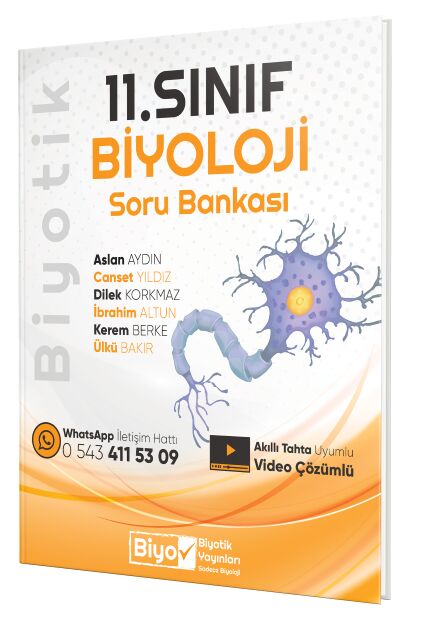 Biyotik
11.SINIF
BİYOLOJİ
Soru Bankası
Aslan AYDIN
Canset YILDIZ
Dilek KORKMAZ
İbrahim ALTUN
Kerem BERKE
Ülkü BAKIR
WhatsApp İletişim Hattı
0 543 411 53 09
Akıllı Tahta Uyumlu
Video Çözümlü
Biyo
Biyotik
Yayınları
Sadece Biyoloji